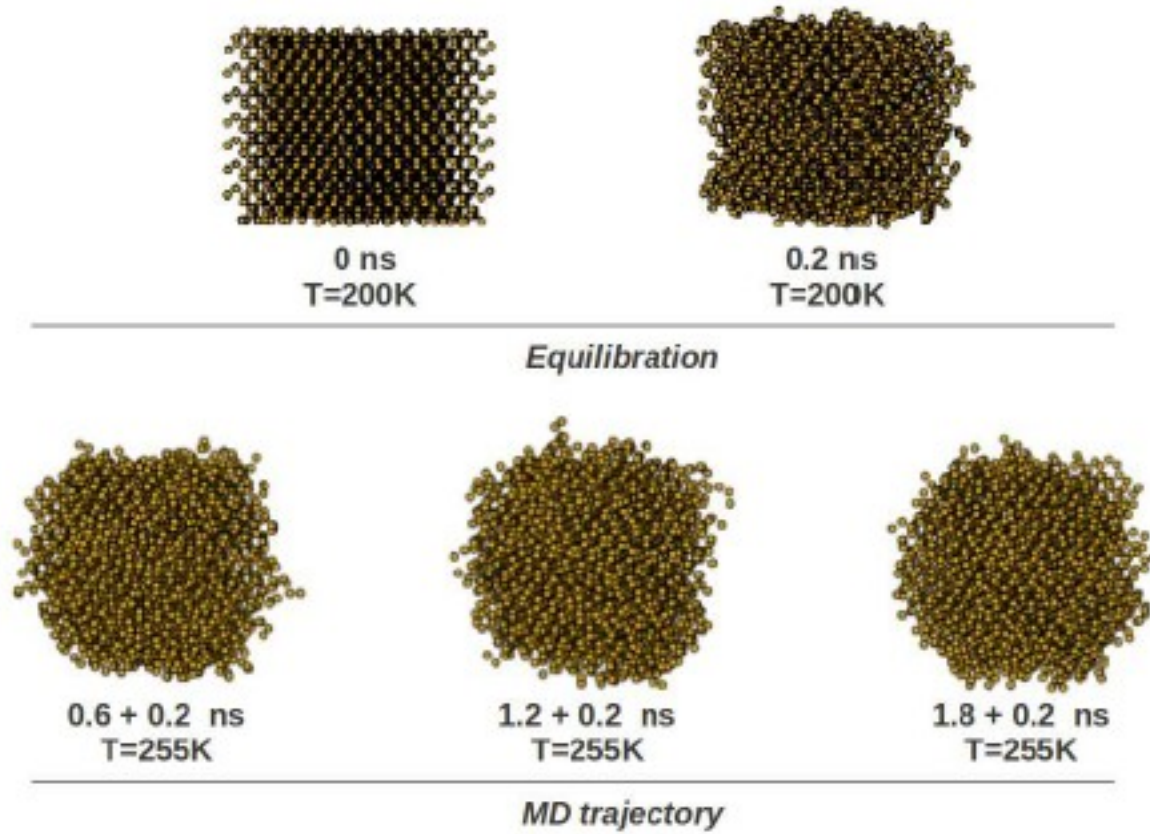 0 ns
T=200K
0.2 ns
T=200K
Equilibration
0.6 + 0.2 ns
T=255K
1.2 + 0.2 ns
T=255K
1.8 + 0.2 ns
T=255K
MD trajectory